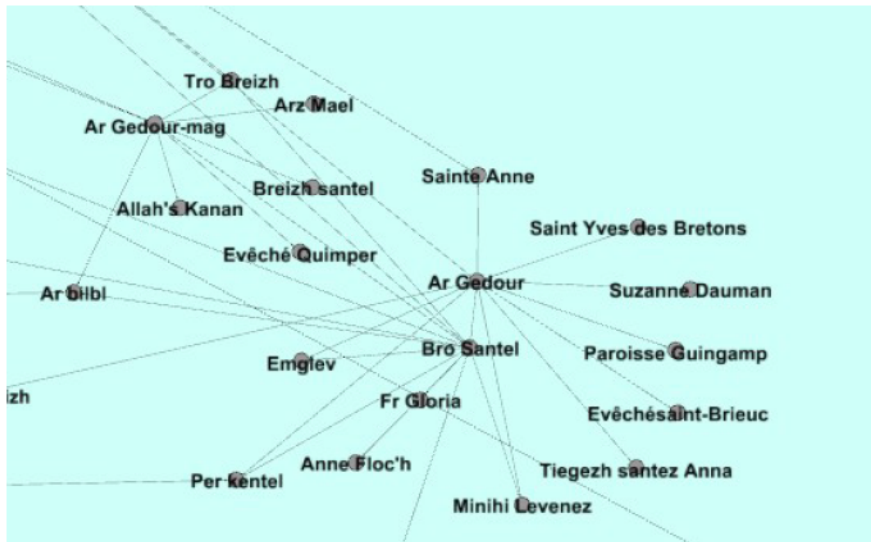 Tro Breizh
Arz Mael
Ar Gedour-mag
Sainte Anne
Breizh santel
Allah's Kanan
Saint Yves des Bretons
Evêché Quimper
Ar Gedour
Suzanne Dauman
Ar bilbl
Bro Santel
Paroisse Guingamp
Emglev
izh
Fr Gloria
Evêchésaint-Brieuc
Anne Floc'h
Tiegezh santez Anna
Per kentel
Minihi Levenez